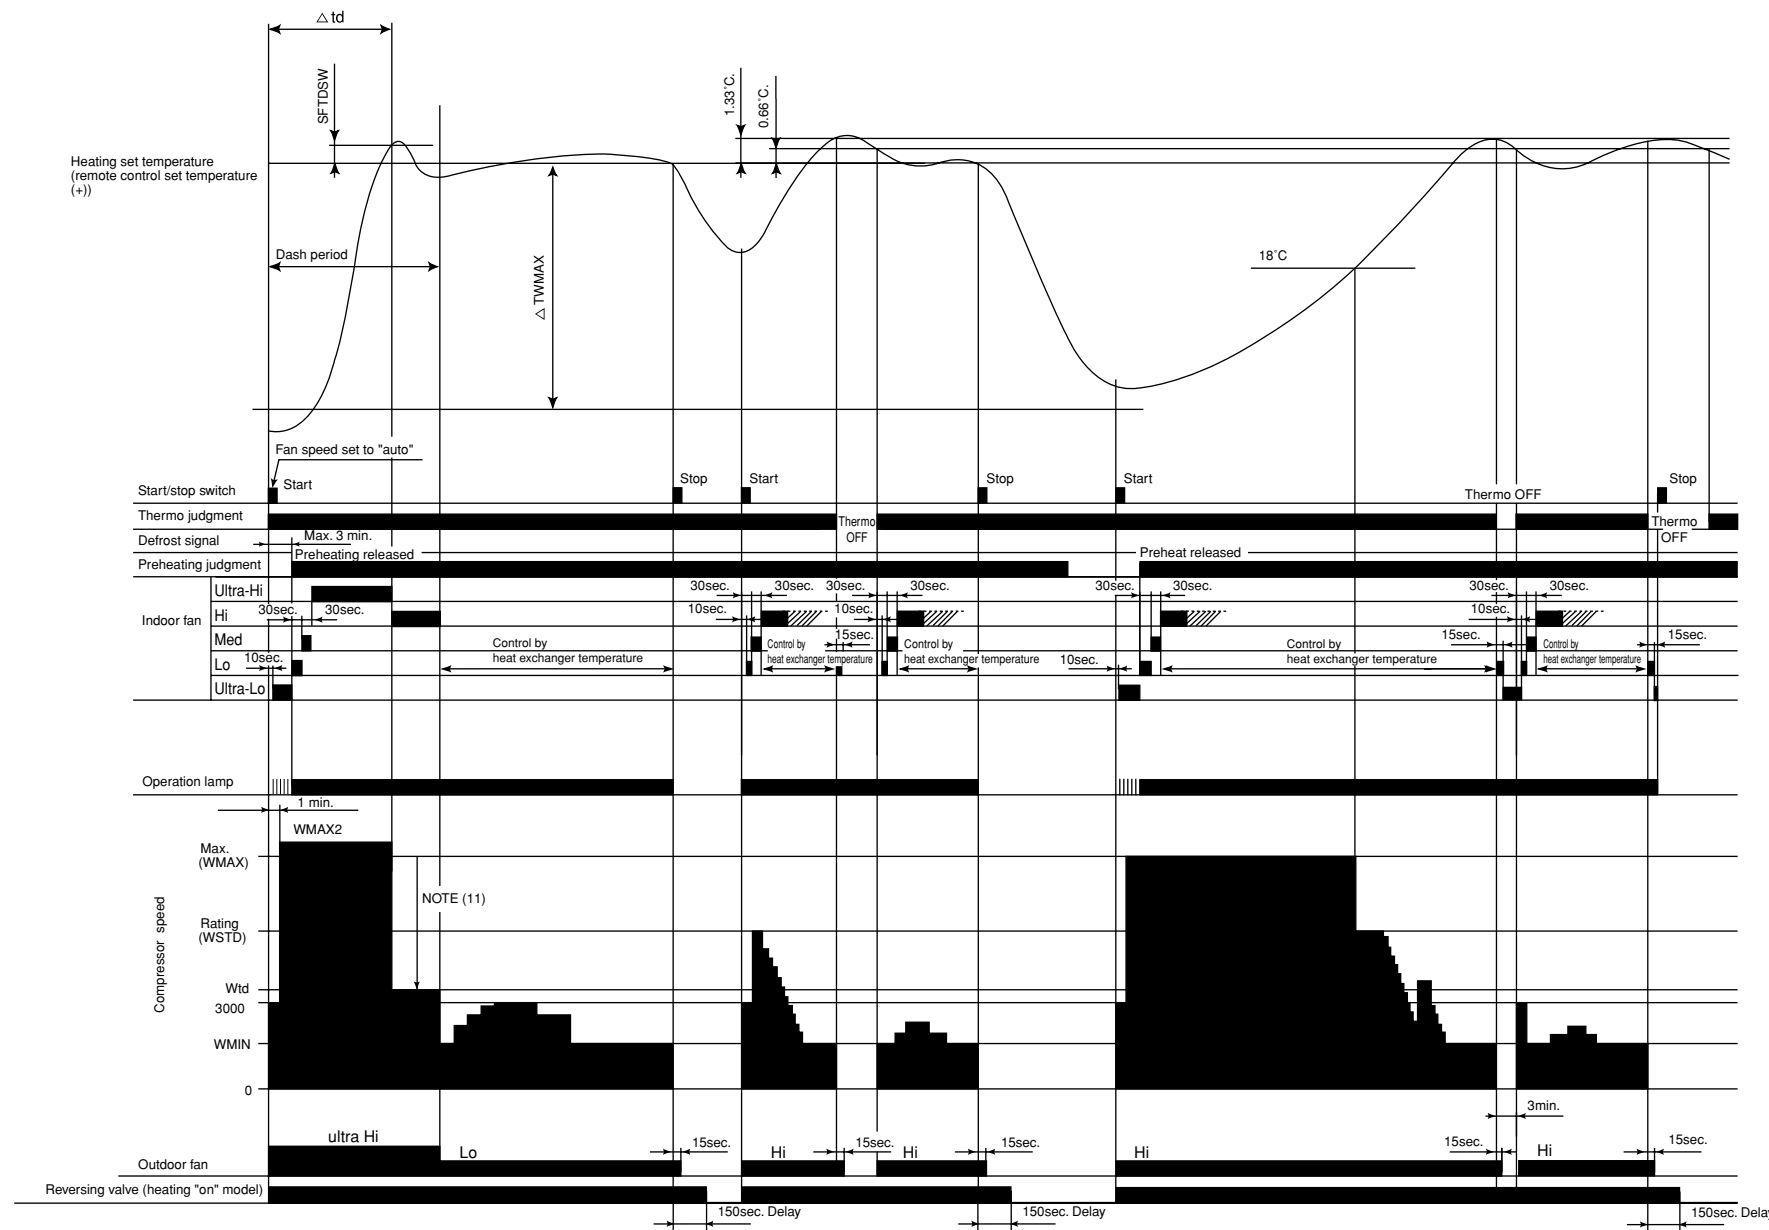 △ td
SFTDSW
1.33˚C.
0.66˚C.
Heating set temperature
(remote control set temperature
(+))
Dash period
△ TWMAX
18˚C
Fan speed set to "auto"
Start/stop switch
Start
Stop
Start
Stop
Start
Thermo OFF
Stop
Thermo judgment
Thermo
OFF
Thermo
OFF
Defrost signal
Max. 3 min.
Preheating judgment
Preheating released
Preheat released
Indoor fan
Ultra-Hi
30sec.
30sec.
30sec.
30sec.
30sec.
30sec.
30sec.
30sec.
Hi
30sec.
30sec.
10sec.
10sec.
10sec.
Med
Control by
heat exchanger temperature
Control by
heat exchanger temperature
15sec.
Control by
heat exchanger temperature
Control by
heat exchanger temperature
15sec.
Control by
heat exchanger temperature
15sec.
Lo
10sec.
10sec.
Ultra-Lo
Operation lamp
1 min.
WMAX2
Compressor speed
Max.
(WMAX)
NOTE (11)
Rating
(WSTD)
Wtd
3000
WMIN
0
3min.
Outdoor fan
ultra Hi
Lo
15sec.
Hi
15sec.
Hi
15sec.
Hi
15sec.
Hi
15sec.
Reversing valve (heating "on" model)
150sec. Delay
150sec. Delay
150sec. Delay